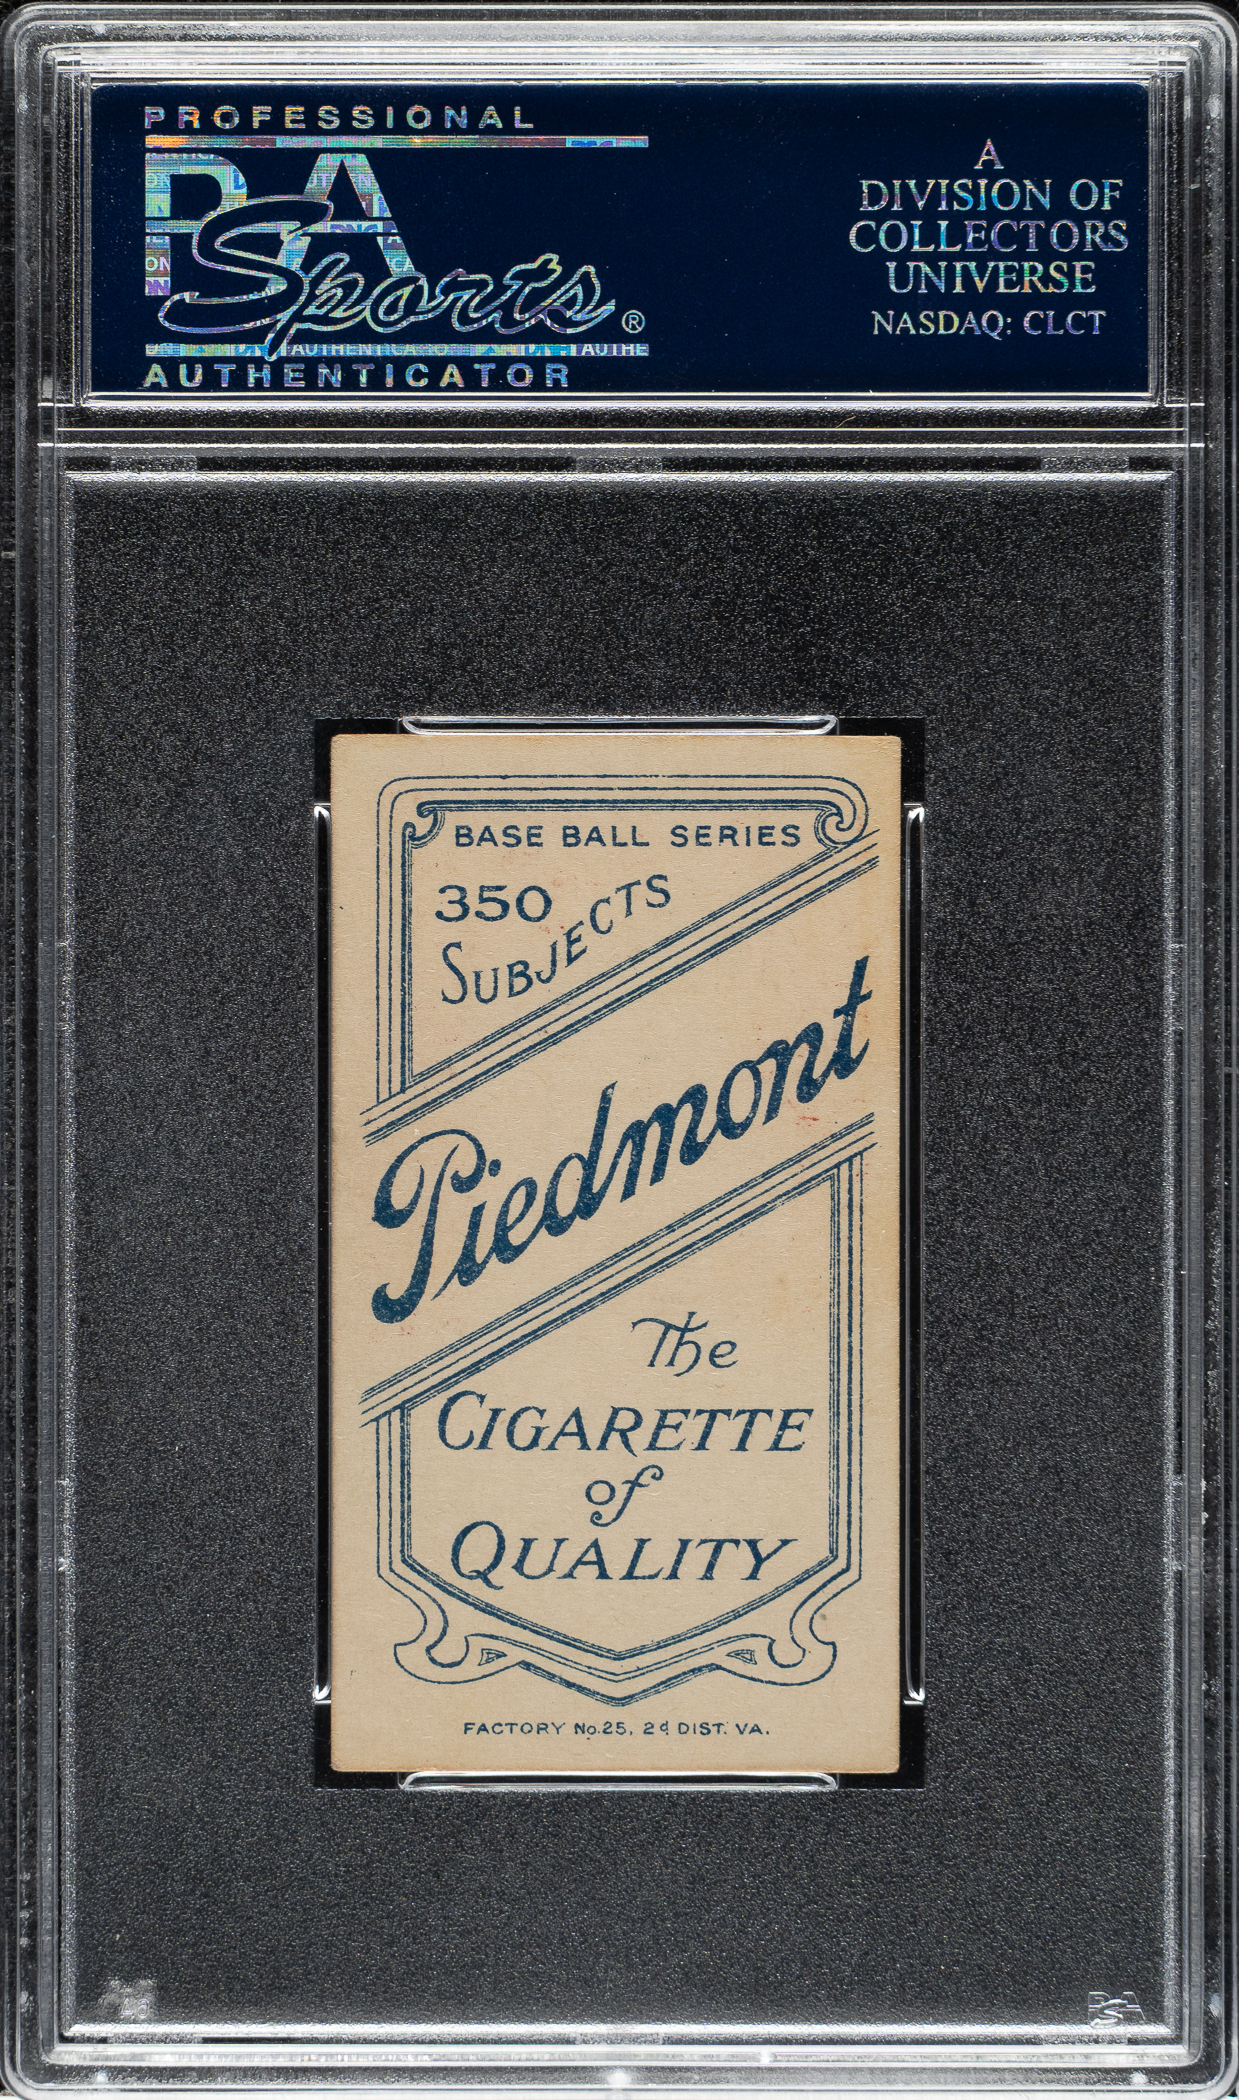 PROFESSIONAL
PSA
Sports®
AUTHENTICATOR
A
DIVISION OF
COLLECTORS
UNIVERSE
NASDAQ: CLCT
BASE BALL SERIES
350
SUBJECTS
Piedmont
The
CIGARETTE
of
QUALITY
FACTORY No. 25, 2d DIST. VA.
PSA